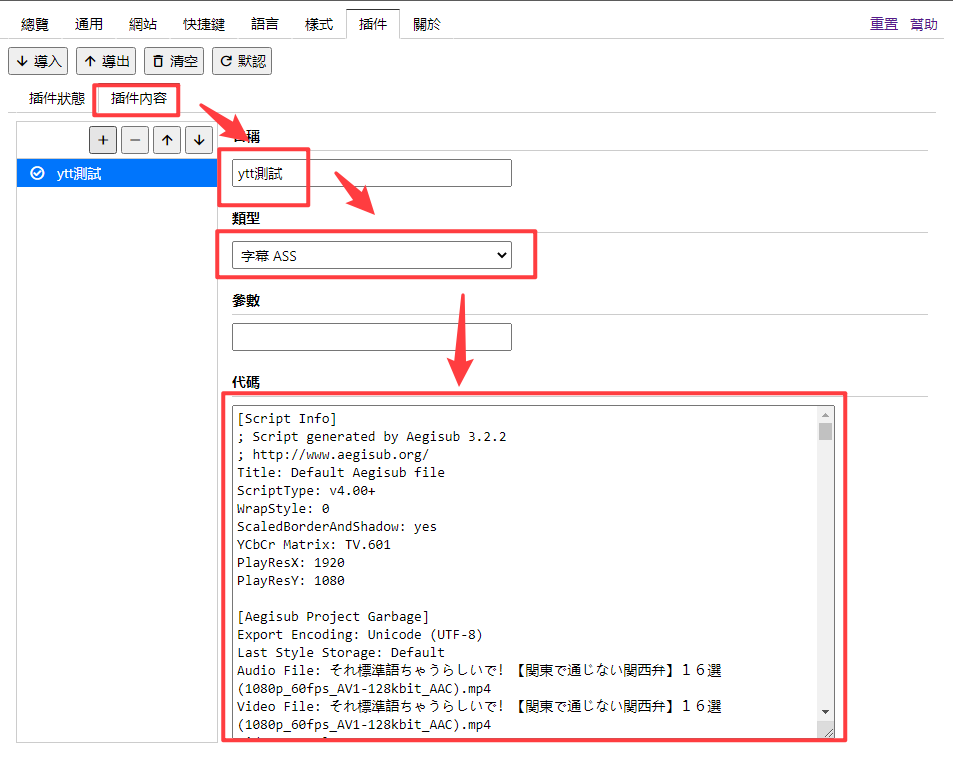 總覽 通用 網站 快捷鍵 語言 樣式 插件 關於 重置 幫助
導入 導出 清空 默認
插件狀態 插件內容
ytt測試
名稱
ytt測試
類型
字幕 ASS
參數
代碼
[Script Info]
; Script generated by Aegisub 3.2.2
; http://www.aegisub.org/
Title: Default Aegisub file
ScriptType: v4.00+
WrapStyle: 0
ScaledBorderAndShadow: yes
YCbCr Matrix: TV.601
PlayResX: 1920
PlayResY: 1080
[Aegisub Project Garbage]
Export Encoding: Unicode (UTF-8)
Last Style Storage: Default
Audio File: それ標準語ちゃうらしいで！【関東で通じない関西弁】１６選
(1080p_60fps_AV1-128kbit_AAC).mp4
Video File: それ標準語ちゃうらしいで！【関東で通じない関西弁】１６選
(1080p_60fps_AV1-128kbit_AAC).mp4